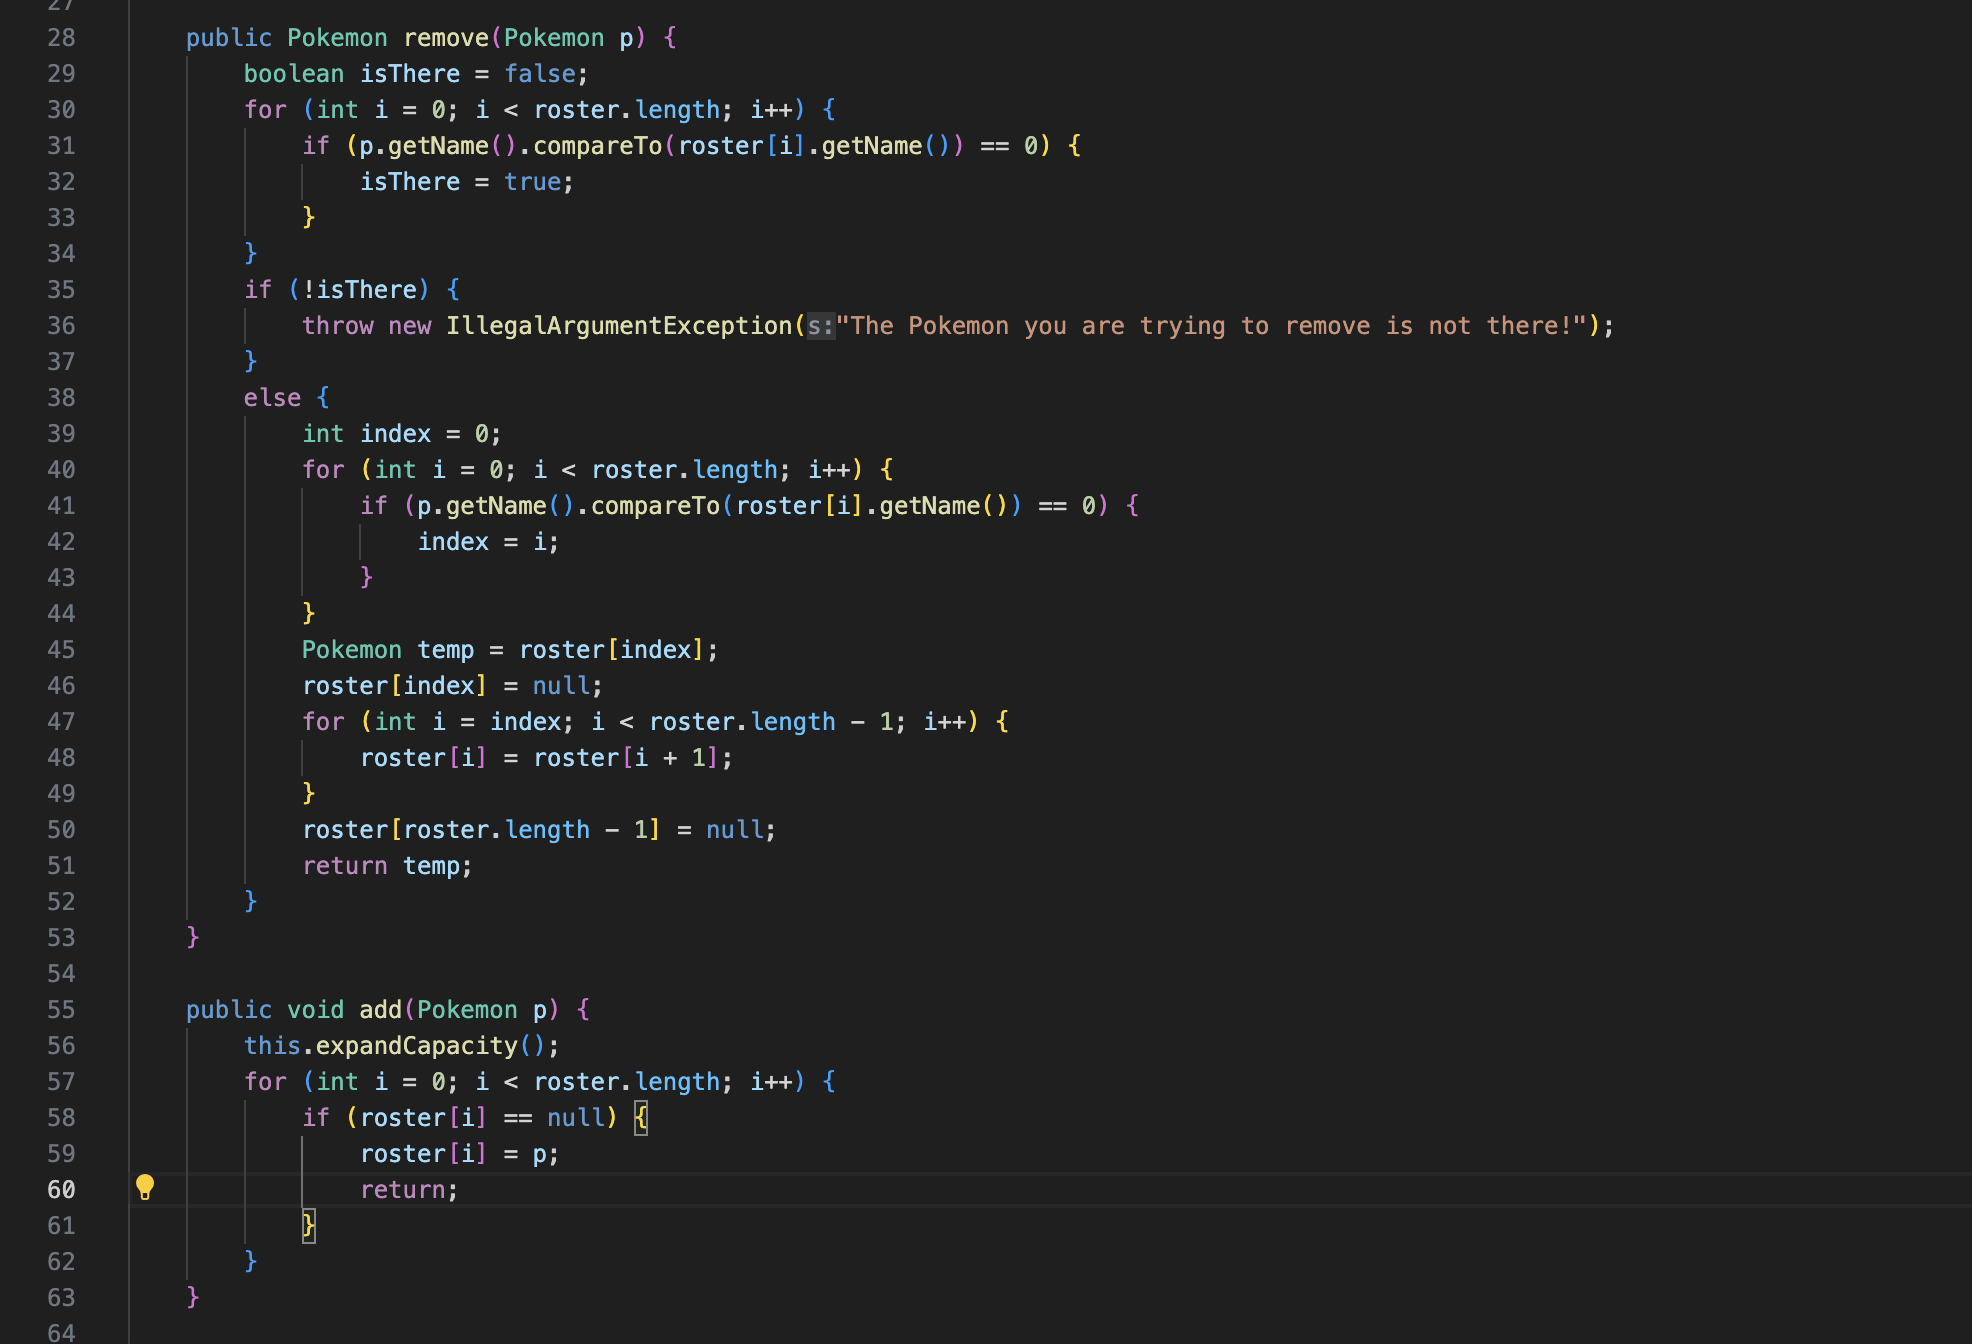 27
28 public Pokemon remove(Pokemon p) {
29 boolean isThere = false;
30 for (int i = 0; i < roster.length; i++) {
31 if (p.getName().compareTo(roster[i].getName()) == 0) {
32 isThere = true;
33 }
34 }
35 if (!isThere) {
36 throw new IllegalArgumentException(s:"The Pokemon you are trying to remove is not there!");
37 }
38 else {
39 int index = 0;
40 for (int i = 0; i < roster.length; i++) {
41 if (p.getName().compareTo(roster[i].getName()) == 0) {
42 index = i;
43 }
44 }
45 Pokemon temp = roster[index];
46 roster[index] = null;
47 for (int i = index; i < roster.length - 1; i++) {
48 roster[i] = roster[i + 1];
49 }
50 roster[roster.length - 1] = null;
51 return temp;
52 }
53 }
54
55 public void add(Pokemon p) {
56 this.expandCapacity();
57 for (int i = 0; i < roster.length; i++) {
58 if (roster[i] == null) {
59 roster[i] = p;
60 return;
61 }
62 }
63 }
64